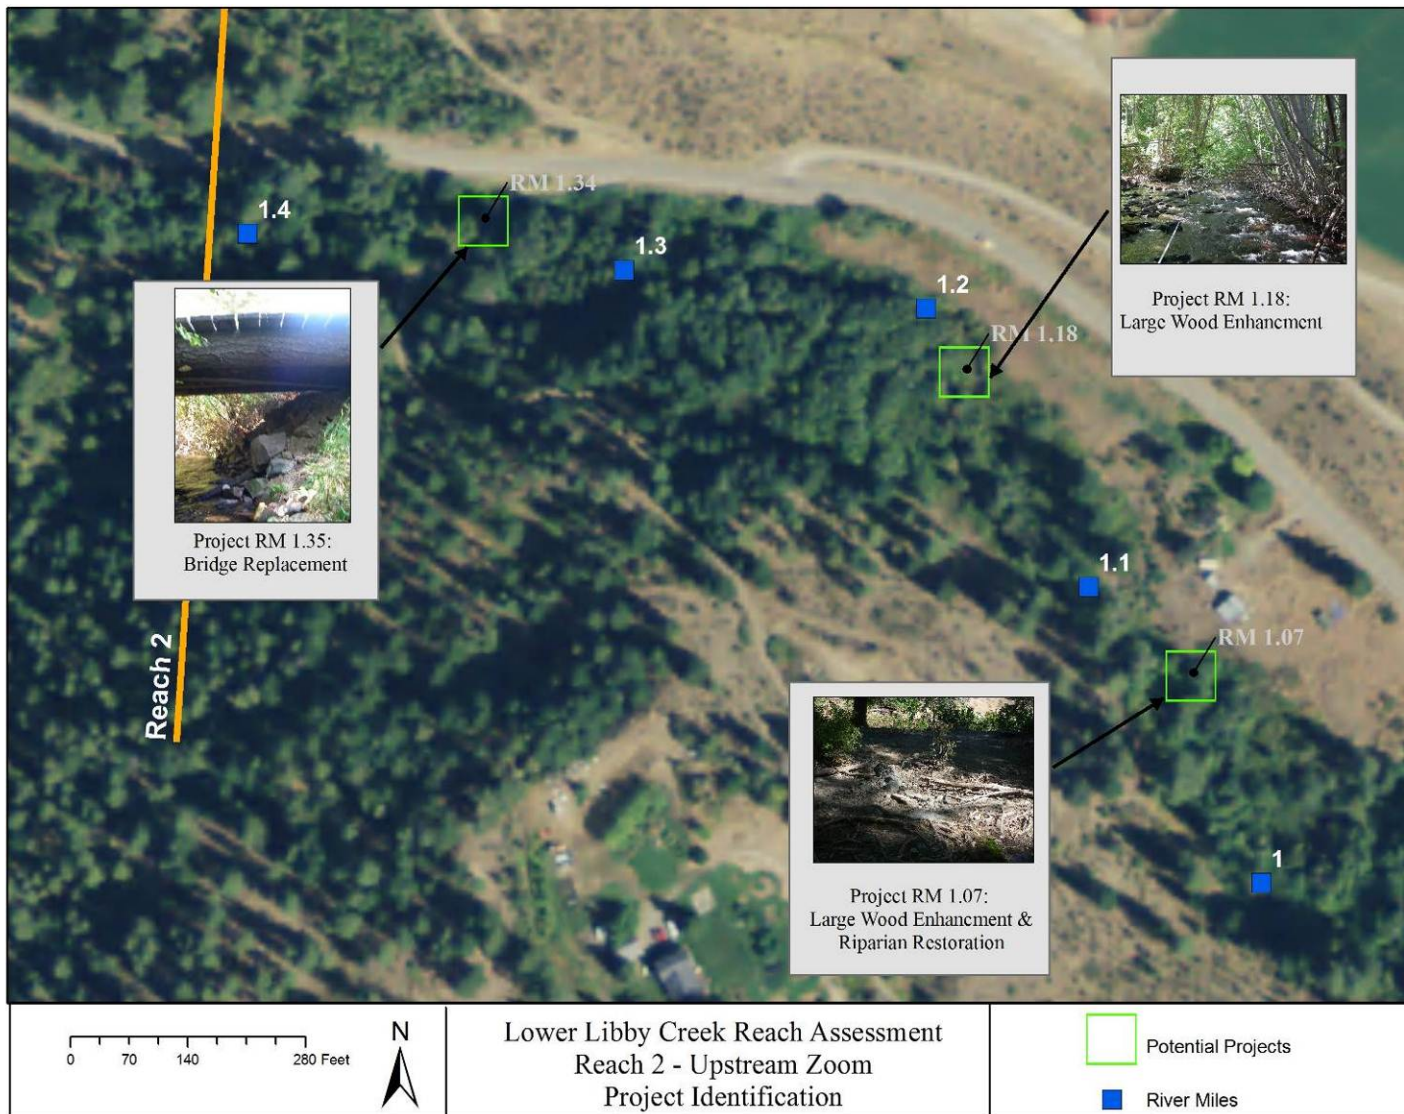 RM 1.34
1.4
1.3
1.2
RM 1.18
Project RM 1.18:
Large Wood Enhancment
Project RM 1.35:
Bridge Replacement
1.1
RM 1.07
Reach 2
Project RM 1.07:
Large Wood Enhancment &
Riparian Restoration
1
0 70 140 280 Feet
N
Lower Libby Creek Reach Assessment
Reach 2 - Upstream Zoom
Project Identification
Potential Projects
River Miles